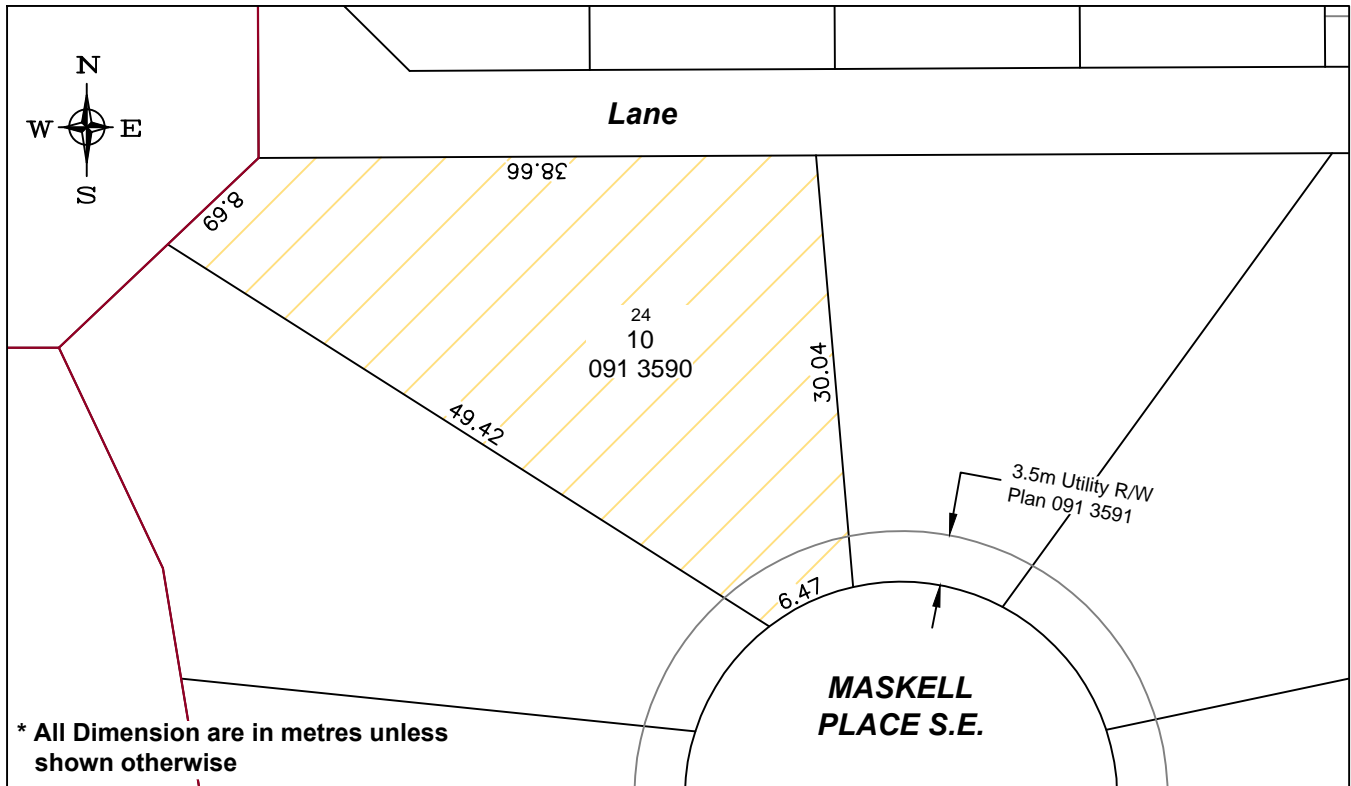 N
W E
S
Lane
38.66
8.69
24
10
091 3590
30.04
49.42
3.5m Utility R/W
Plan 091 3591
6.47
MASKELL
PLACE S.E.
* All Dimension are in metres unless
shown otherwise